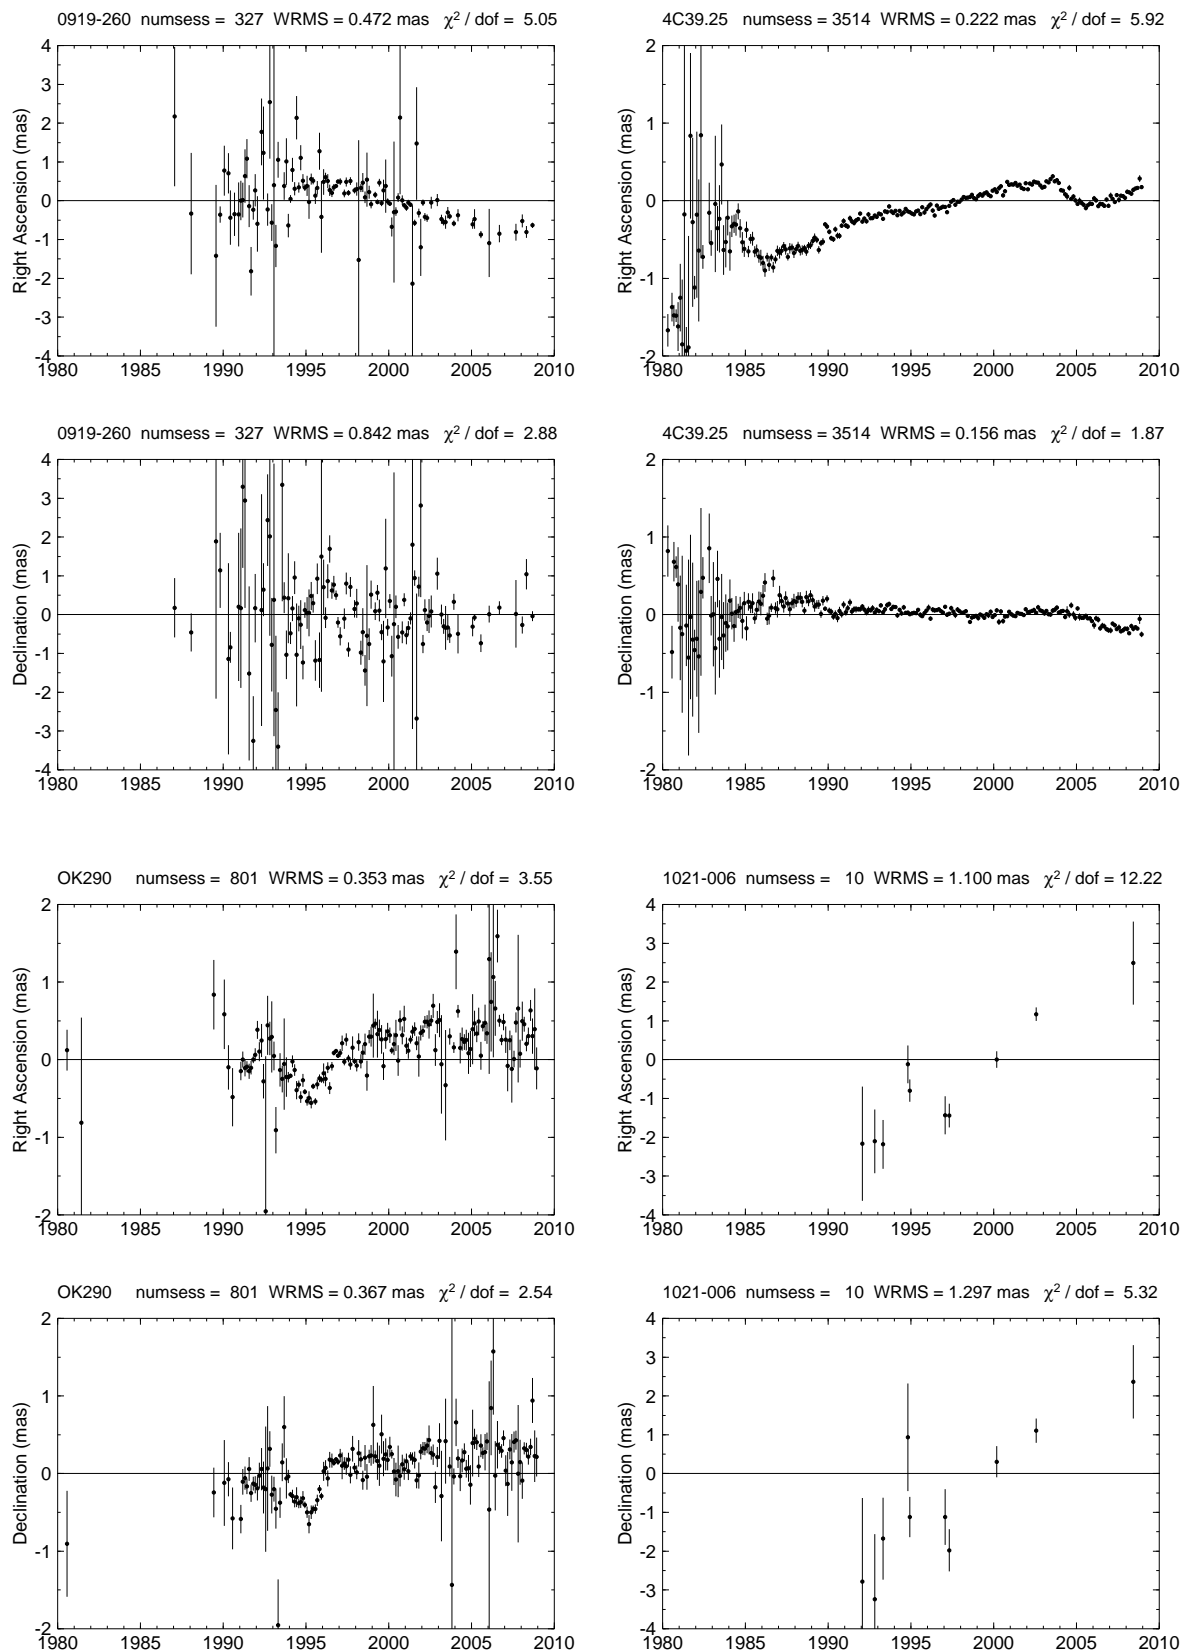 0919-260 numsess = 327 WRMS = 0.472 mas χ² / dof = 5.05
4
3
2
1
0
-1
-2
-3
-4
Right Ascension (mas)
1980 1985 1990 1995 2000 2005 2010
4C39.25 numsess = 3514 WRMS = 0.222 mas χ² / dof = 5.92
2
1
0
-1
-2
Right Ascension (mas)
1980 1985 1990 1995 2000 2005 2010
0919-260 numsess = 327 WRMS = 0.842 mas χ² / dof = 2.88
4
3
2
1
0
-1
-2
-3
-4
Declination (mas)
1980 1985 1990 1995 2000 2005 2010
4C39.25 numsess = 3514 WRMS = 0.156 mas χ² / dof = 1.87
2
1
0
-1
-2
Declination (mas)
1980 1985 1990 1995 2000 2005 2010
OK290 numsess = 801 WRMS = 0.353 mas χ² / dof = 3.55
2
1
0
-1
-2
Right Ascension (mas)
1980 1985 1990 1995 2000 2005 2010
1021-006 numsess = 10 WRMS = 1.100 mas χ² / dof = 12.22
4
3
2
1
0
-1
-2
-3
-4
Right Ascension (mas)
1980 1985 1990 1995 2000 2005 2010
OK290 numsess = 801 WRMS = 0.367 mas χ² / dof = 2.54
2
1
0
-1
-2
Declination (mas)
1980 1985 1990 1995 2000 2005 2010
1021-006 numsess = 10 WRMS = 1.297 mas χ² / dof = 5.32
4
3
2
1
0
-1
-2
-3
-4
Declination (mas)
1980 1985 1990 1995 2000 2005 2010